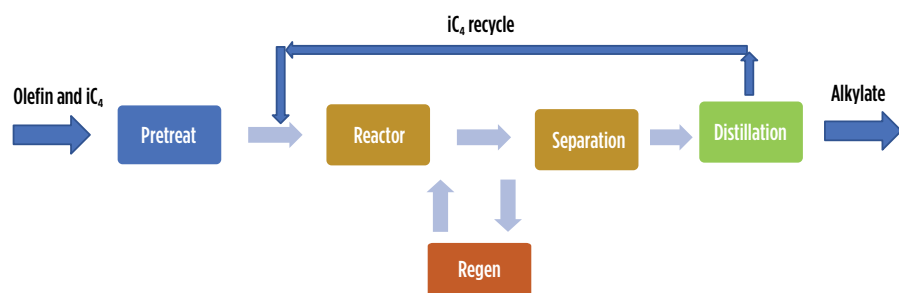 iC₄ recycle
Olefin and iC₄
Alkylate
Pretreat
Reactor
Separation
Distillation
Regen